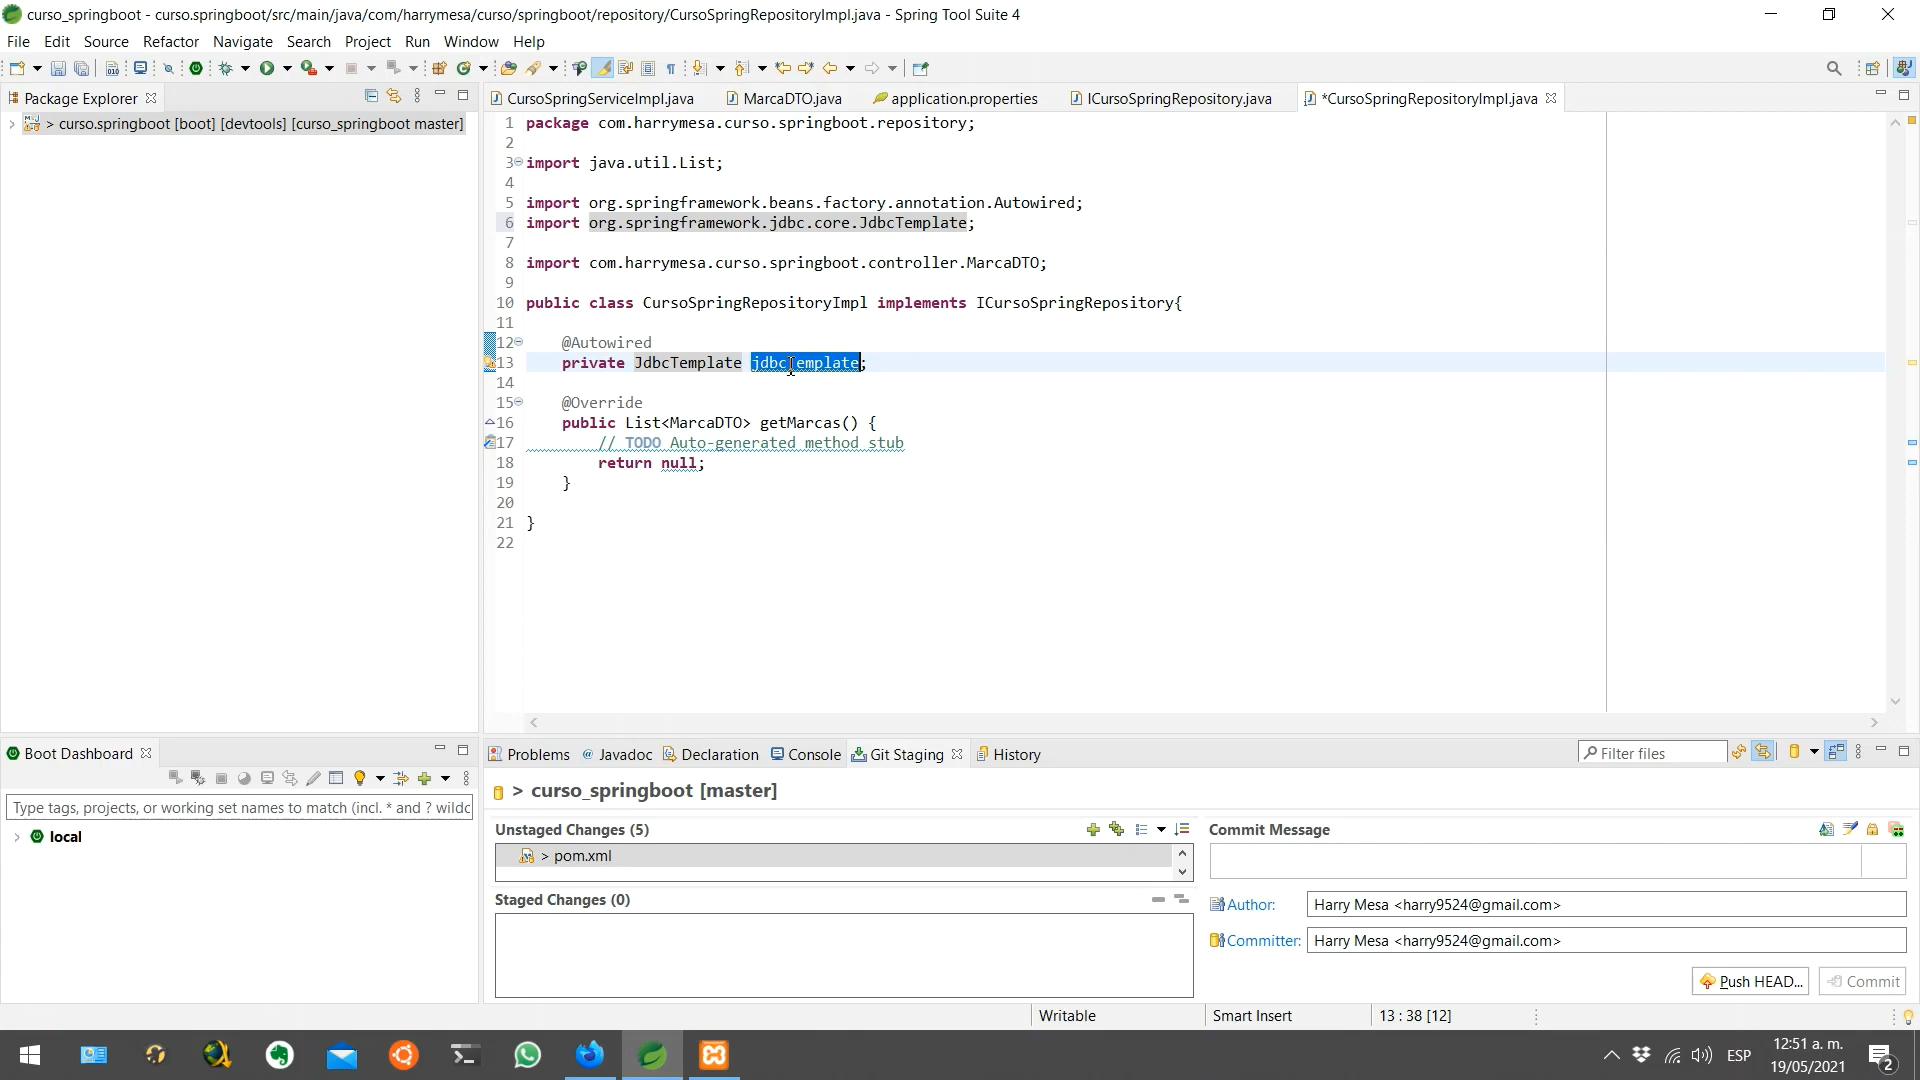 curso_springboot - curso.springboot/src/main/java/com/harrymesa/curso/springboot/repository/CursoSpringRepositoryImpl.java - Spring Tool Suite 4
File Edit Source Refactor Navigate Search Project Run Window Help
Package Explorer
> curso.springboot [boot] [devtools] [curso_springboot master]
CursoSpringServiceImpl.java MarcaDTO.java application.properties ICursoSpringRepository.java *CursoSpringRepositoryImpl.java
1 package com.harrymesa.curso.springboot.repository;
2
3 import java.util.List;
4
5 import org.springframework.beans.factory.annotation.Autowired;
6 import org.springframework.jdbc.core.JdbcTemplate;
7
8 import com.harrymesa.curso.springboot.controller.MarcaDTO;
9
10 public class CursoSpringRepositoryImpl implements ICursoSpringRepository{
11
12 @Autowired
13 private JdbcTemplate jdbcTemplate;
14
15 @Override
16 public List<MarcaDTO> getMarcas() {
17 // TODO Auto-generated method stub
18 return null;
19 }
20
21 }
22
Boot Dashboard
Type tags, projects, or working set names to match (incl. * and ? wildc
local
Problems @ Javadoc Declaration Console Git Staging History
Filter files
> curso_springboot [master]
Unstaged Changes (5)
> pom.xml
Staged Changes (0)
Commit Message
Author: Harry Mesa <harry9524@gmail.com>
Committer: Harry Mesa <harry9524@gmail.com>
Push HEAD... Commit
Writable Smart Insert 13 : 38 [12]
ESP
12:51 a. m.
19/05/2021
2